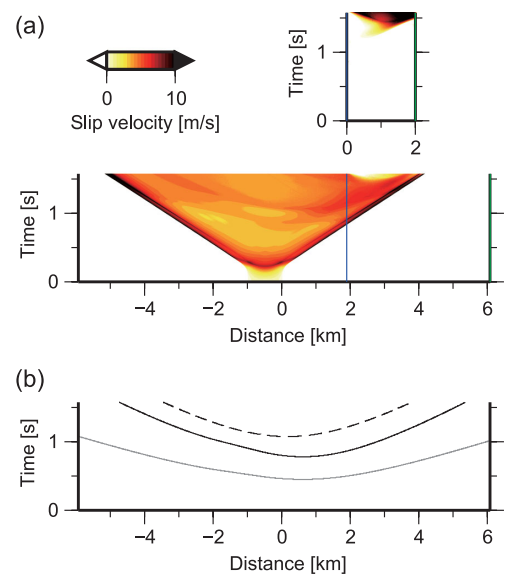 (a)
0 10
Slip velocity [m/s]
Time [s]
1
0
0 2
Time [s]
1
0
−4 −2 0 2 4 6
Distance [km]
(b)
Time [s]
1
0
−4 −2 0 2 4 6
Distance [km]